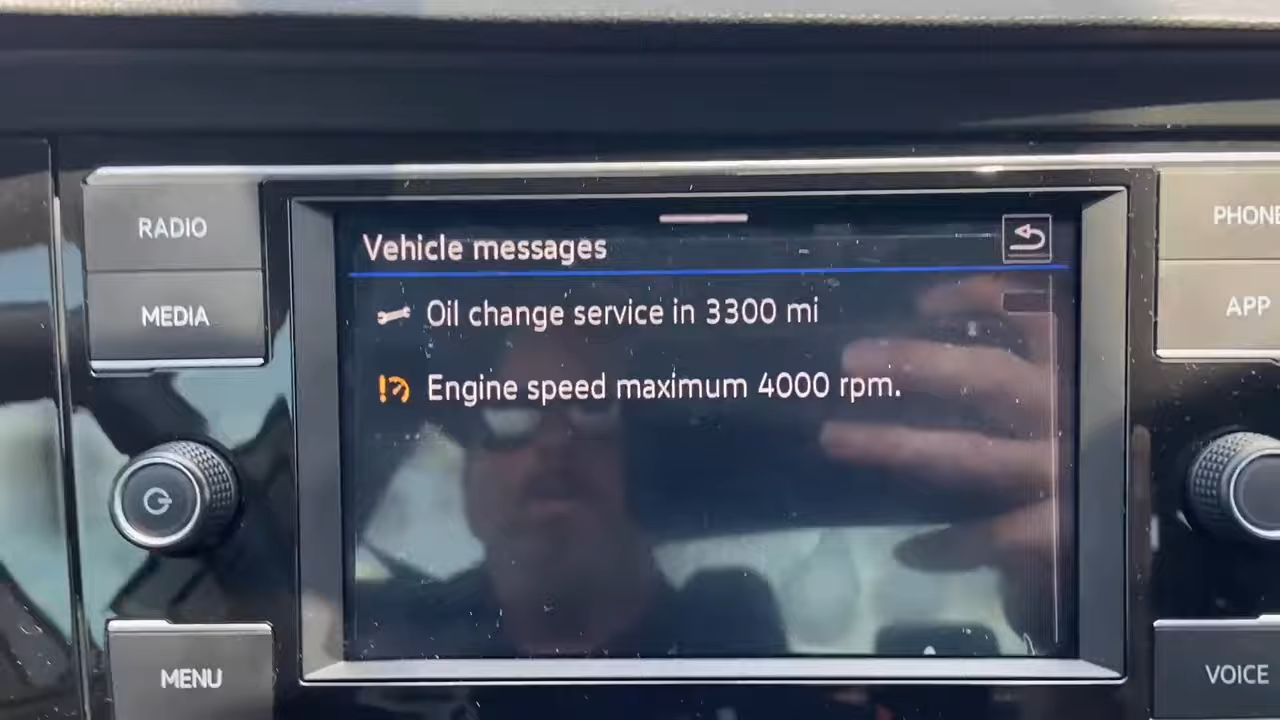 RADIO
MEDIA
MENU
Vehicle messages
Oil change service in 3300 mi
Engine speed maximum 4000 rpm.
PHONE
APP
VOICE